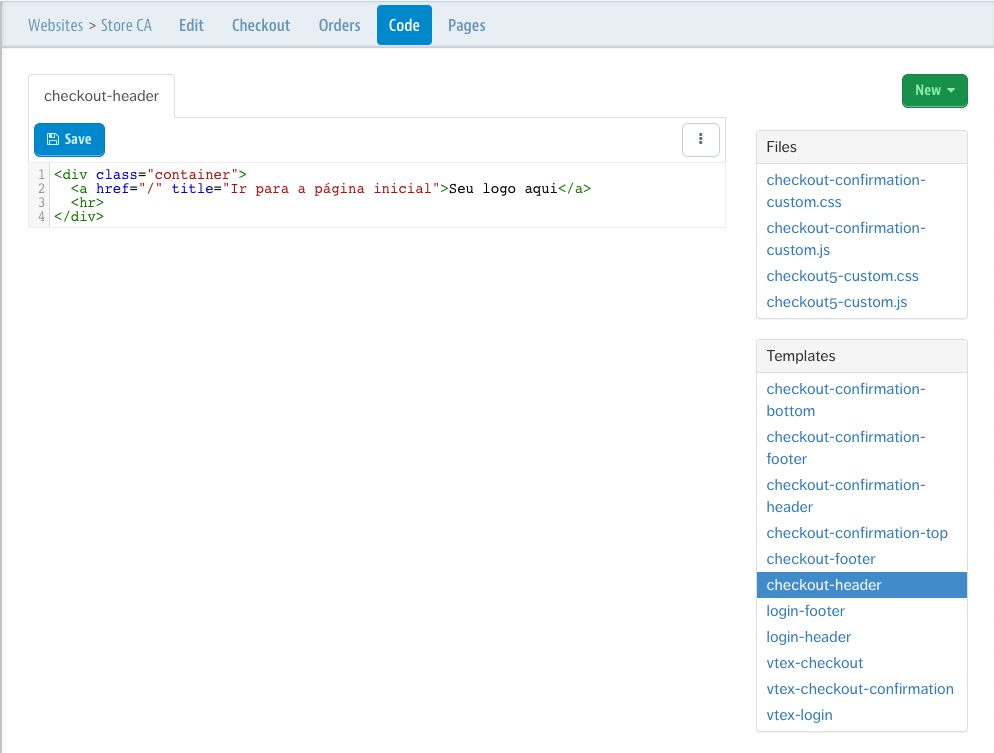 Websites > Store CA Edit Checkout Orders Code Pages
checkout-header
New
Save
1 <div class="container">
2   <a href="/" title="Ir para a página inicial">Seu logo aqui</a>
3   <hr>
4 </div>
Files
checkout-confirmation-
custom.css
checkout-confirmation-
custom.js
checkout5-custom.css
checkout5-custom.js
Templates
checkout-confirmation-
bottom
checkout-confirmation-
footer
checkout-confirmation-
header
checkout-confirmation-top
checkout-footer
checkout-header
login-footer
login-header
vtex-checkout
vtex-checkout-confirmation
vtex-login